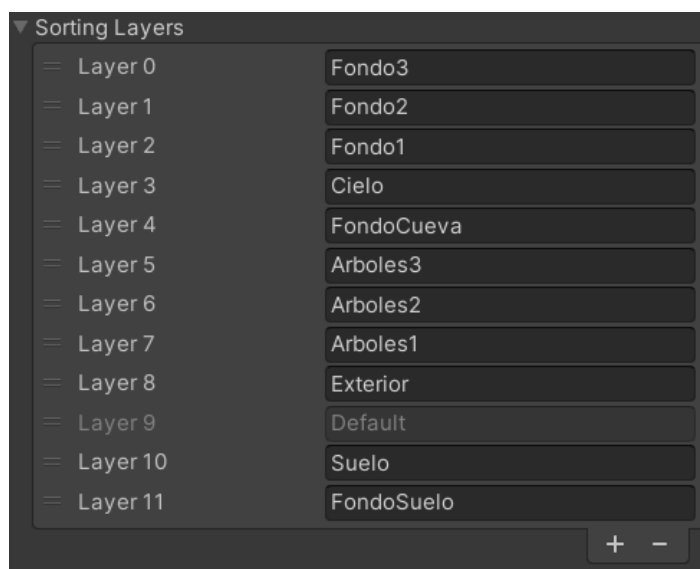 Sorting Layers
Layer 0 Fondo3
Layer 1 Fondo2
Layer 2 Fondo1
Layer 3 Cielo
Layer 4 FondoCueva
Layer 5 Arboles3
Layer 6 Arboles2
Layer 7 Arboles1
Layer 8 Exterior
Layer 9 Default
Layer 10 Suelo
Layer 11 FondoSuelo
+ −